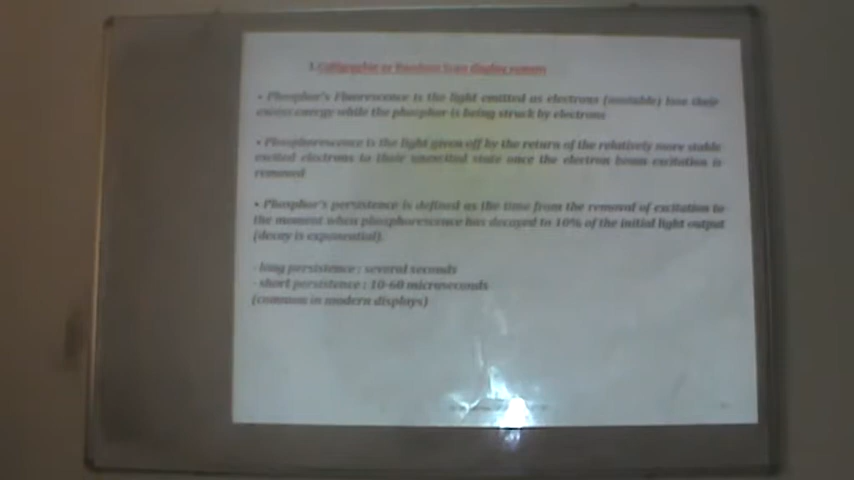 1.Calligraphic or Random Scan display system
• Phosphor's Fluorescence is the light emitted as electrons (unstable) lose their
excess energy while the phosphor is being struck by electrons
• Phosphorescence is the light given off by the return of the relatively more stable
excited electrons to their unexcited state once the electron beam excitation is
removed
• Phosphor's persistence is defined as the time from the removal of excitation to
the moment when phosphorescence has decayed to 10% of the initial light output
(decay is exponential).
- long persistence : several seconds
- short persistence : 10-60 microseconds
(common in modern displays)